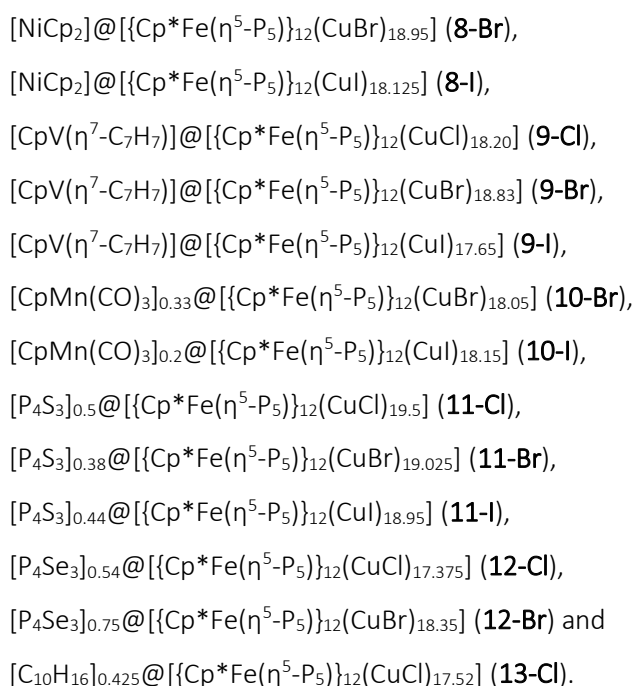 [NiCp₂]@[{Cp*Fe(η⁵-P₅)}₁₂(CuBr)₁₈.₉₅] (8-Br),
[NiCp₂]@[{Cp*Fe(η⁵-P₅)}₁₂(CuI)₁₈.₁₂₅] (8-I),
[CpV(η⁷-C₇H₇)]@[{Cp*Fe(η⁵-P₅)}₁₂(CuCl)₁₈.₂₀] (9-Cl),
[CpV(η⁷-C₇H₇)]@[{Cp*Fe(η⁵-P₅)}₁₂(CuBr)₁₈.₈₃] (9-Br),
[CpV(η⁷-C₇H₇)]@[{Cp*Fe(η⁵-P₅)}₁₂(CuI)₁₇.₆₅] (9-I),
[CpMn(CO)₃]₀.₃₃@[{Cp*Fe(η⁵-P₅)}₁₂(CuBr)₁₈.₀₅] (10-Br),
[CpMn(CO)₃]₀.₂@[{Cp*Fe(η⁵-P₅)}₁₂(CuI)₁₈.₁₅] (10-I),
[P₄S₃]₀.₅@[{Cp*Fe(η⁵-P₅)}₁₂(CuCl)₁₉.₅] (11-Cl),
[P₄S₃]₀.₃₈@[{Cp*Fe(η⁵-P₅)}₁₂(CuBr)₁₉.₀₂₅] (11-Br),
[P₄S₃]₀.₄₄@[{Cp*Fe(η⁵-P₅)}₁₂(CuI)₁₈.₉₅] (11-I),
[P₄Se₃]₀.₅₄@[{Cp*Fe(η⁵-P₅)}₁₂(CuCl)₁₇.₃₇₅] (12-Cl),
[P₄Se₃]₀.₇₅@[{Cp*Fe(η⁵-P₅)}₁₂(CuBr)₁₈.₃₅] (12-Br) and
[C₁₀H₁₆]₀.₄₂₅@[{Cp*Fe(η⁵-P₅)}₁₂(CuCl)₁₇.₅₂] (13-Cl).